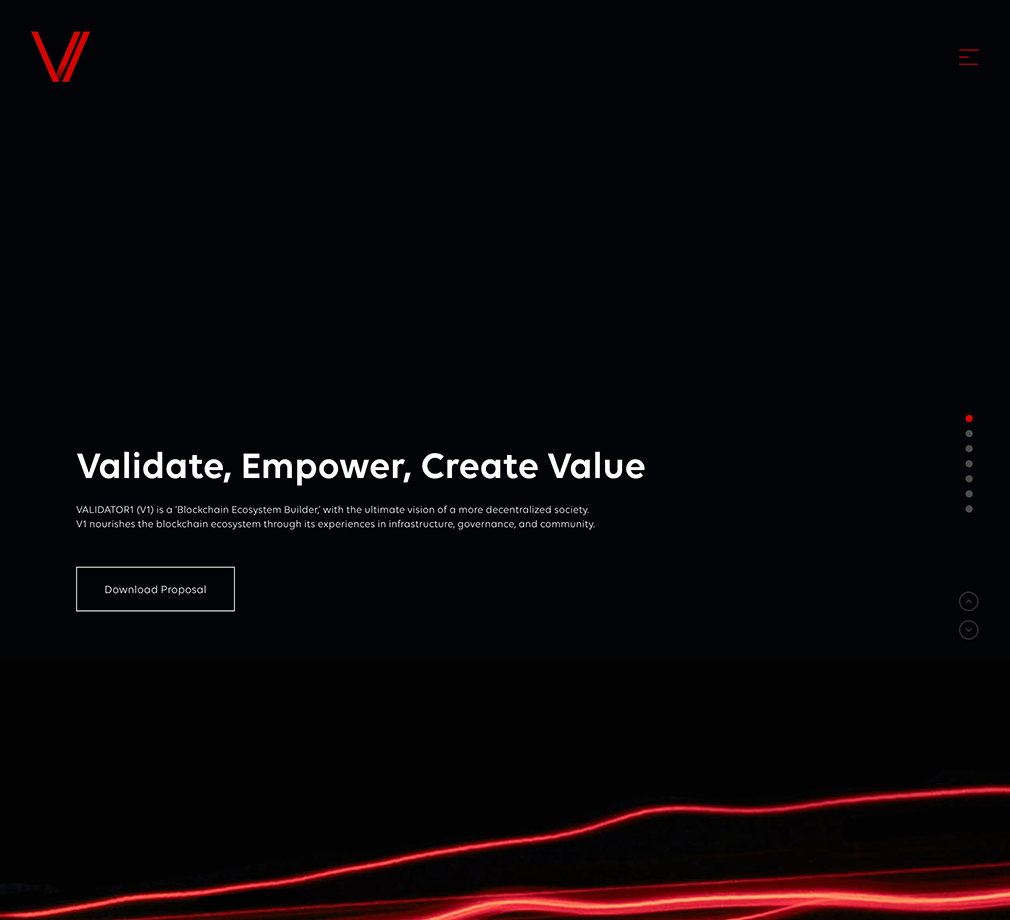 Validate, Empower, Create Value
VALIDATOR1 (V1) is a 'Blockchain Ecosystem Builder,' with the ultimate vision of a more decentralized society.
V1 nourishes the blockchain ecosystem through its experiences in infrastructure, governance, and community.
Download Proposal